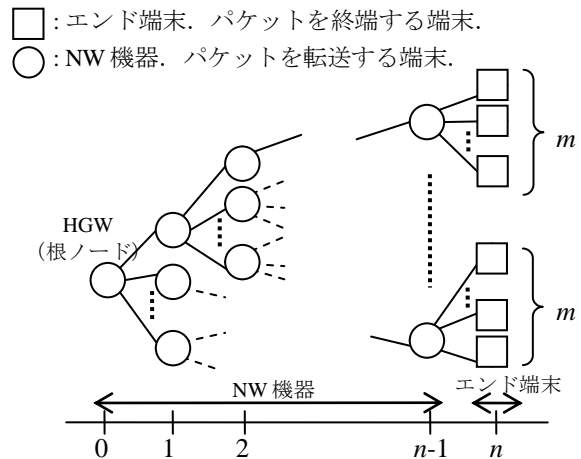 : エンド端末．パケットを終端する端末．
: NW 機器．パケットを転送する端末．
m
HGW
（根ノード）
m
NW 機器
エンド端末
0 1 2 n-1 n